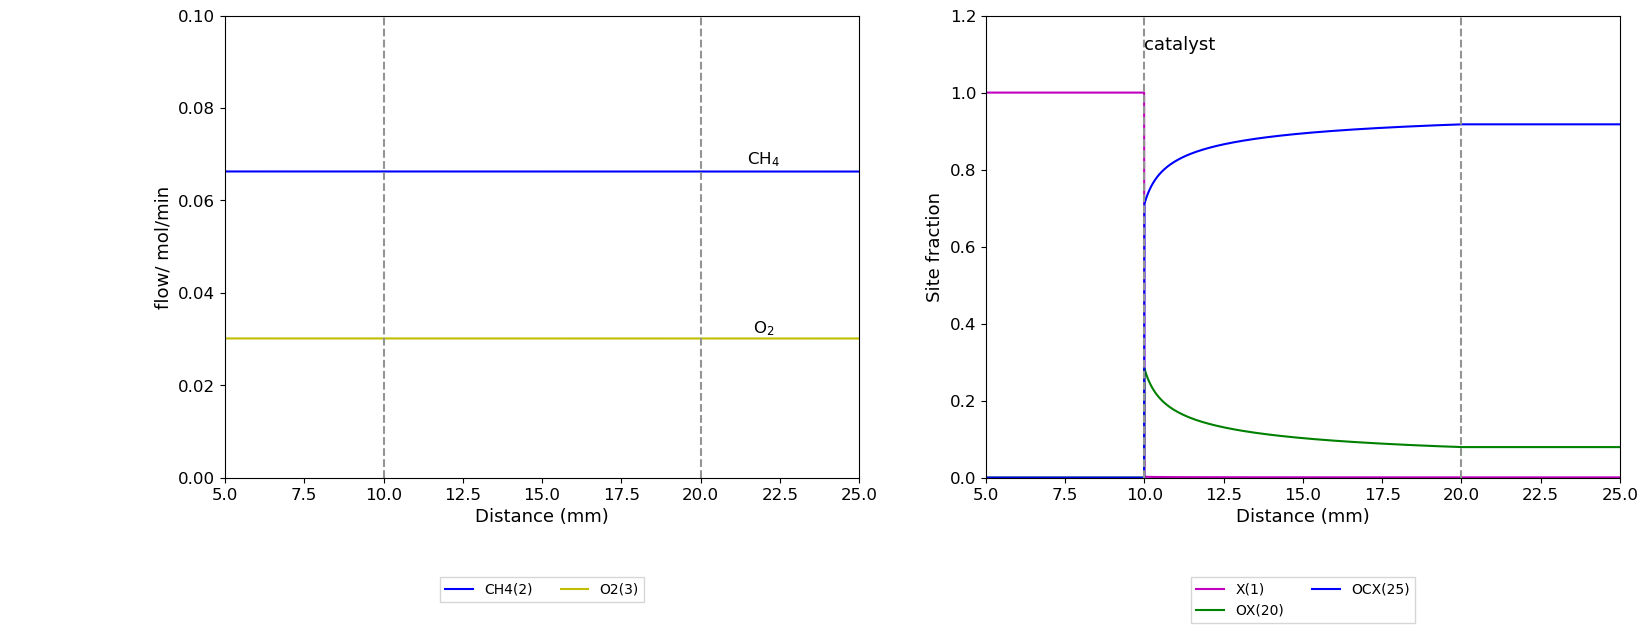 0.10
0.08
0.06
0.04
0.02
0.00
flow/ mol/min
CH4
O2
5.0 7.5 10.0 12.5 15.0 17.5 20.0 22.5 25.0
Distance (mm)
CH4(2) O2(3)
1.2
1.0
0.8
0.6
0.4
0.2
0.0
Site fraction
catalyst
5.0 7.5 10.0 12.5 15.0 17.5 20.0 22.5 25.0
Distance (mm)
X(1) OCX(25)
OX(20)